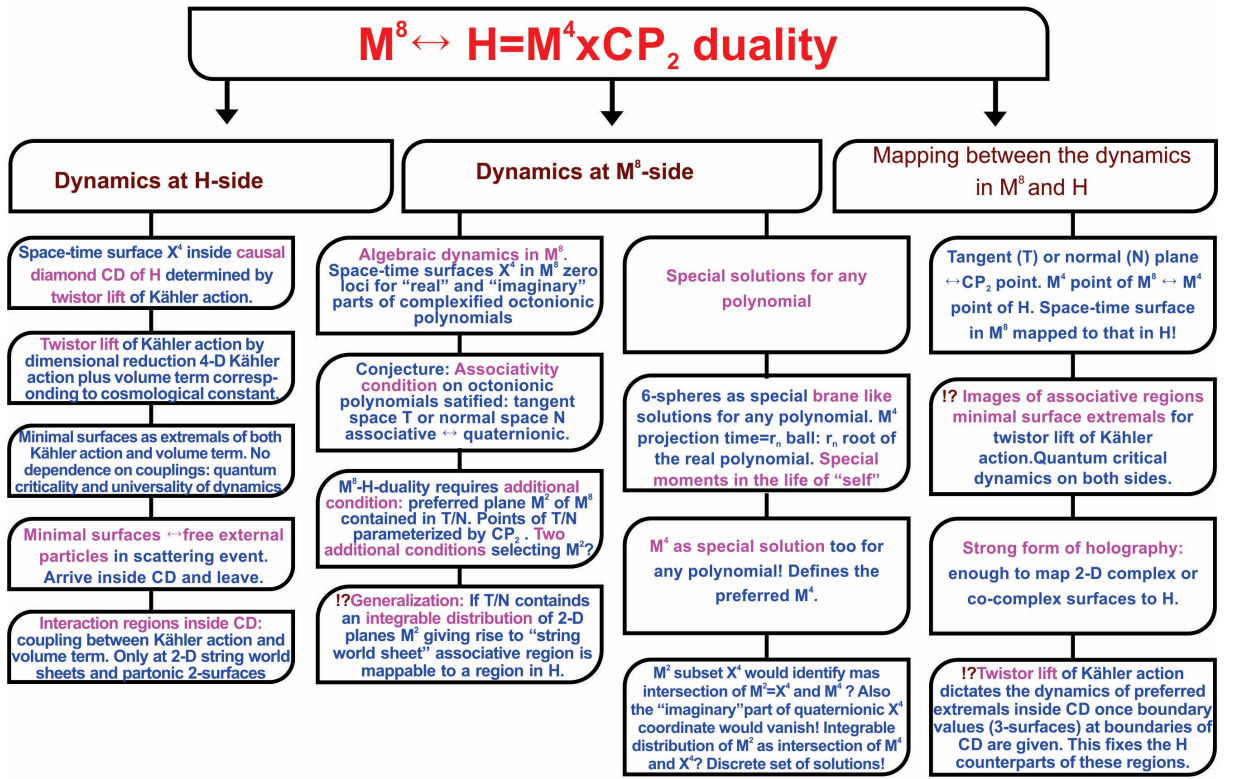 M⁸↔ H=M⁴xCP₂ duality
Dynamics at H-side
Space-time surface X⁴ inside causal
diamond CD of H determined by
twistor lift of Kähler action.
Twistor lift of Kähler action by
dimensional reduction 4-D Kähler
action plus volume term corresp-
onding to cosmological constant.
Minimal surfaces as extremals of both
Kähler action and volume term. No
dependence on couplings: quantum
criticality and universality of dynamics
Minimal surfaces ↔free external
particles in scattering event.
Arrive inside CD and leave.
Interaction regions inside CD:
coupling between Kähler action and
volume term. Only at 2-D string world
sheets and partonic 2-surfaces
Dynamics at M⁸-side
Algebraic dynamics in M⁸.
Space-time surfaces X⁴ in M⁸ zero
loci for “real” and “imaginary”
parts of complexified octonionic
polynomials
Conjecture: Associativity
condition on octonionic
polynomials satified: tangent
space T or normal space N
associative ↔ quaternionic.
M⁸-H-duality requires additional
condition: preferred plane M² of M⁸
contained in T/N. Points of T/N
parameterized by CP₂ . Two
additional conditions selecting M²?
!?Generalization: If T/N containds
an integrable distribution of 2-D
planes M² giving rise to “string
world sheet” associative region is
mappable to a region in H.
Special solutions for any
polynomial
6-spheres as special brane like
solutions for any polynomial. M⁴
projection time=rₙ ball: rₙ root of
the real polynomial. Special
moments in the life of “self”
M⁴ as special solution too for
any polynomial! Defines the
preferred M⁴.
M² subset X⁴ would identify mas
intersection of M²=X⁴ and M⁴ ? Also
the “imaginary”part of quaternionic X⁴
coordinate would vanish! Integrable
distribution of M² as intersection of M⁴
and X⁴? Discrete set of solutions!
Mapping between the dynamics
in M⁸ and H
Tangent (T) or normal (N) plane
↔CP₂ point. M⁴ point of M⁸ ↔ M⁴
point of H. Space-time surface
in M⁸ mapped to that in H!
!? Images of associative regions
minimal surface extremals for
twistor lift of Kähler
action.Quantum critical
dynamics on both sides.
Strong form of holography:
enough to map 2-D complex or
co-complex surfaces to H.
!?Twistor lift of Kähler action
dictates the dynamics of preferred
extremals inside CD once boundary
values (3-surfaces) at boundaries of
CD are given. This fixes the H
counterparts of these regions.